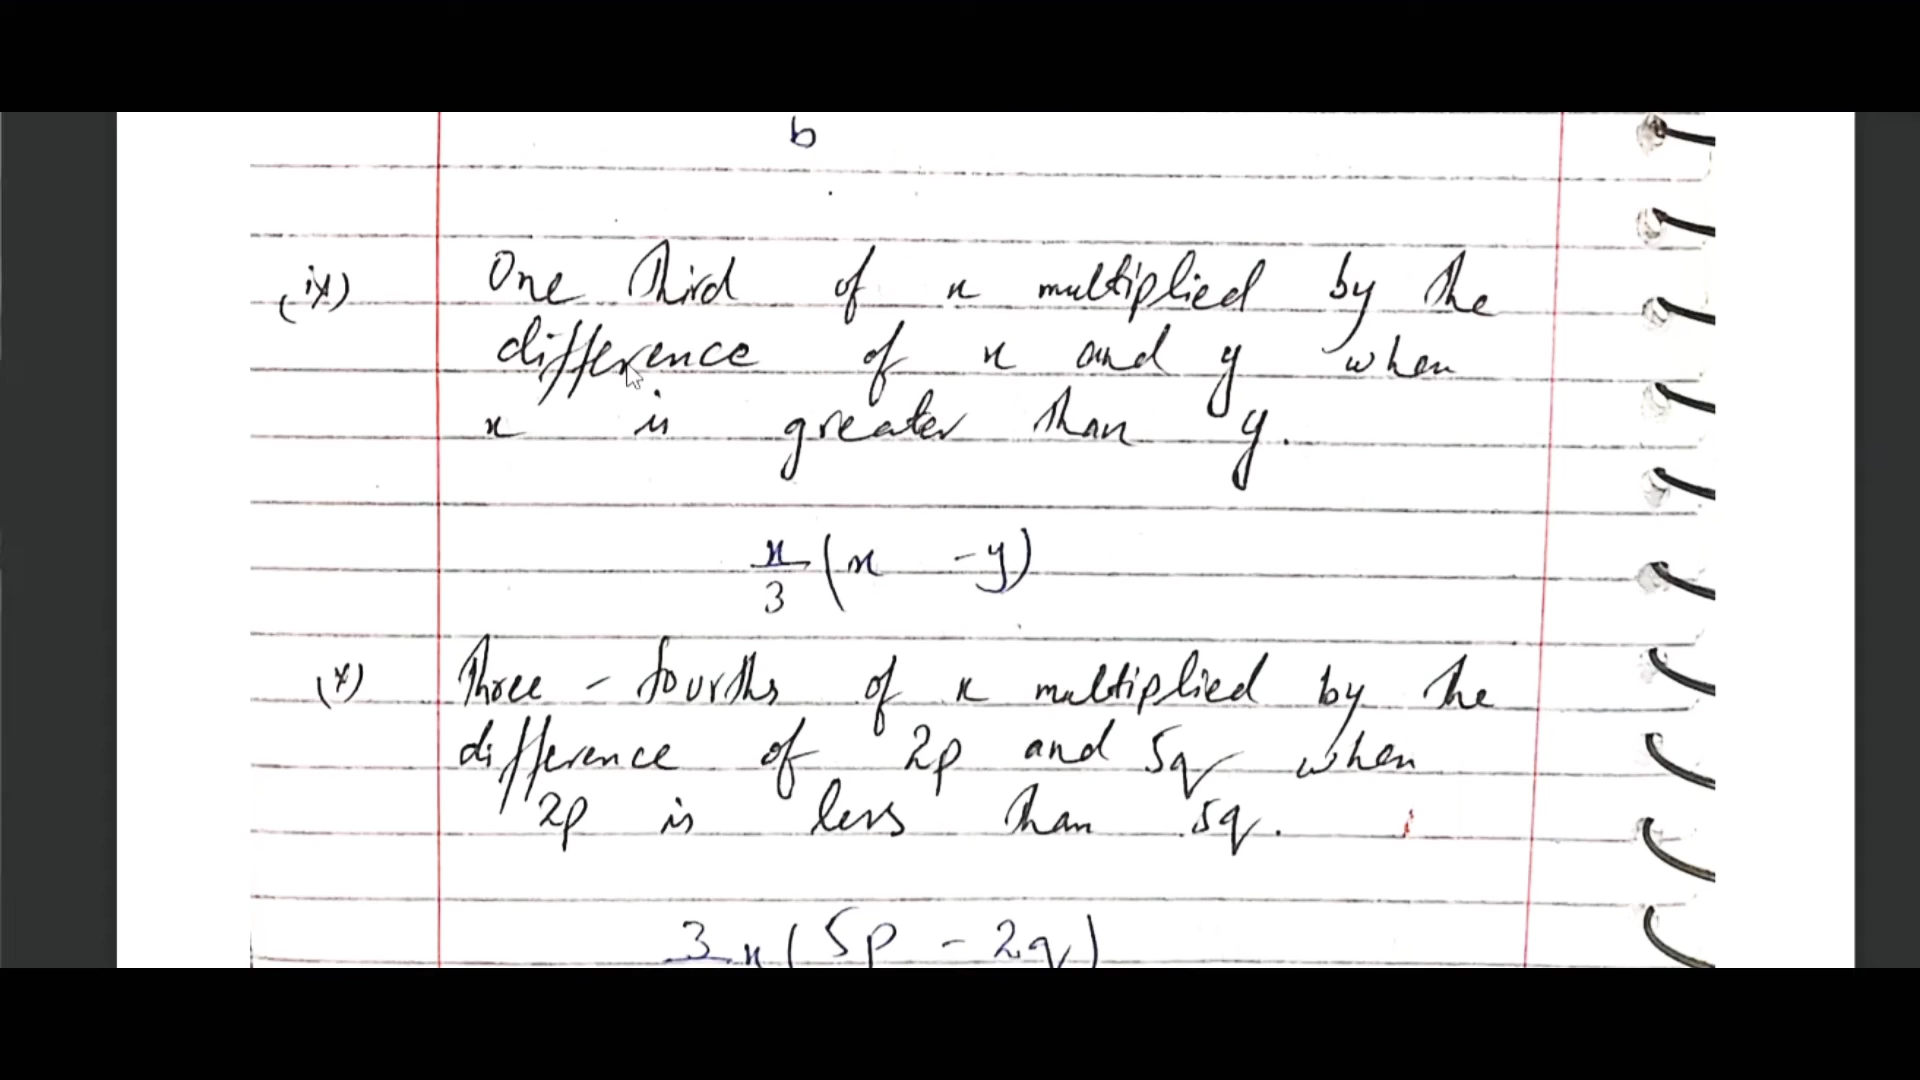 b
(ix) One third of x multiplied by the
difference of x and y when
x is greater than y.
x/3 (x - y)
(x) Three - fourths of x multiplied by the
difference of 2p and 5q when
2p is less than 5q.
3 x (5p - 2q)